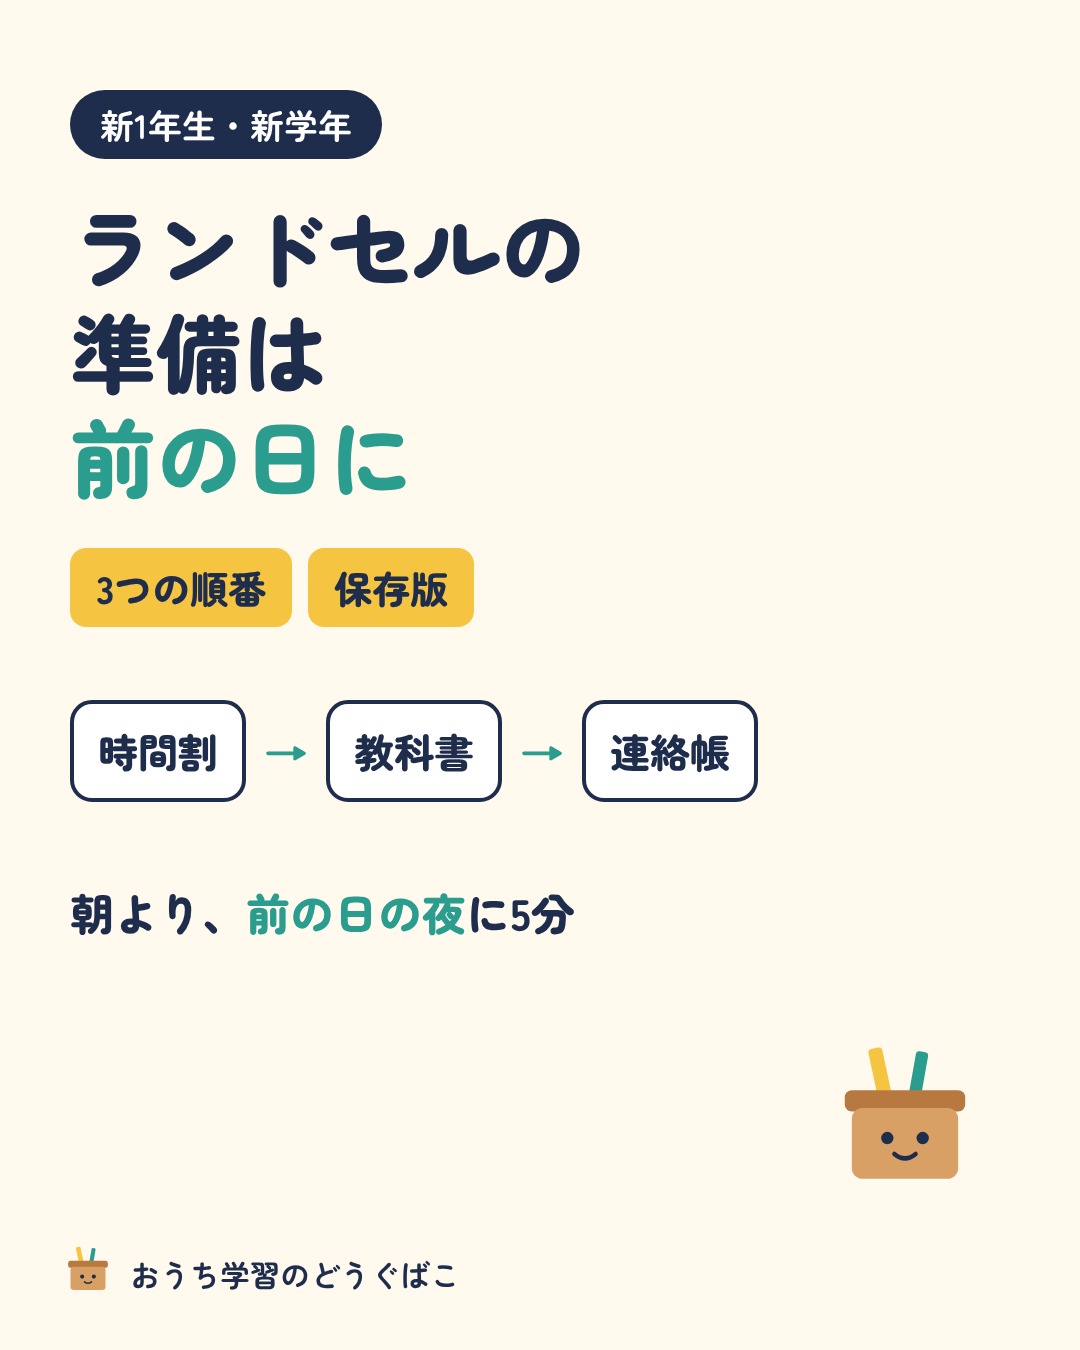 新1年生・新学年
ランドセルの
準備は
前の日に
3つの順番 保存版
時間割 → 教科書 → 連絡帳
朝より、前の日の夜に5分
おうち学習のどうぐばこ